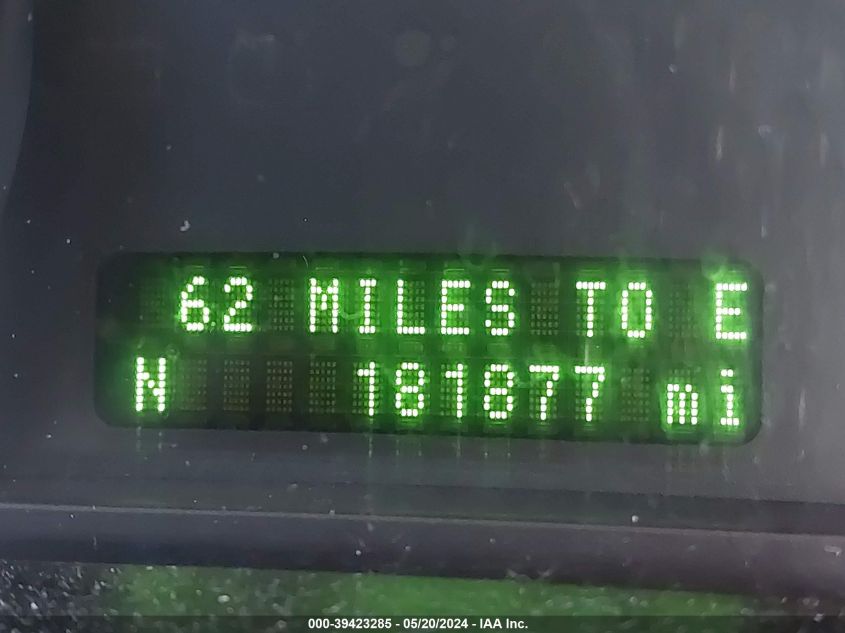 62 MILES TO E
N 181877 mi
000-39423285 - 05/20/2024 - IAA Inc.